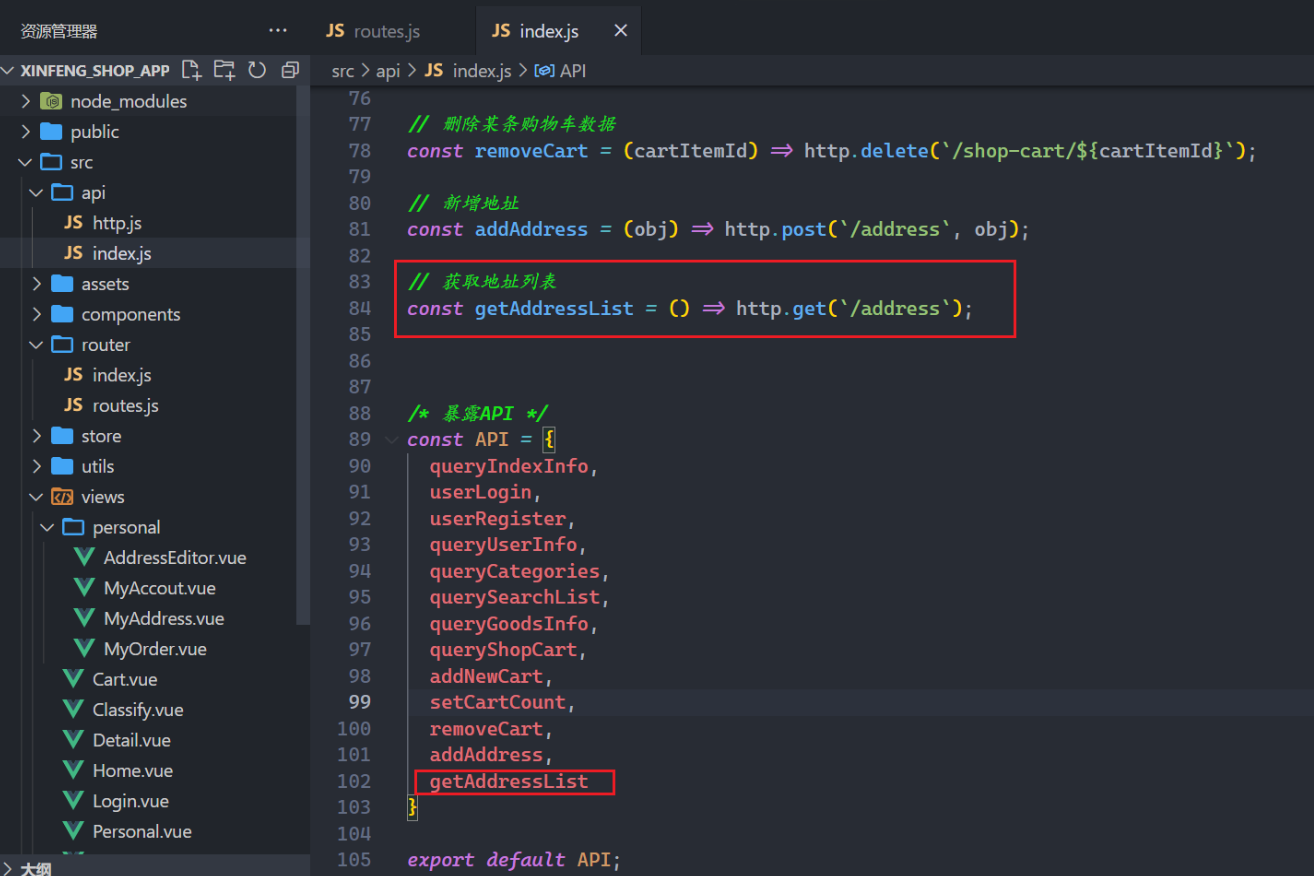 资源管理器 ···
JS routes.js
JS index.js ×
XINFENG_SHOP_APP
src > api > JS index.js > API
node_modules
public
src
api
JS http.js
JS index.js
assets
components
router
JS index.js
JS routes.js
store
utils
views
personal
AddressEditor.vue
MyAccout.vue
MyAddress.vue
MyOrder.vue
Cart.vue
Classify.vue
Detail.vue
Home.vue
Login.vue
Personal.vue
大纲
76
77 // 删除某条购物车数据
78 const removeCart = (cartItemId) => http.delete(`/shop-cart/${cartItemId}`);
79
80 // 新增地址
81 const addAddress = (obj) => http.post(`/address`, obj);
82
83 // 获取地址列表
84 const getAddressList = () => http.get(`/address`);
85
86
87
88 /* 暴露API */
89 const API = {
90 queryIndexInfo,
91 userLogin,
92 userRegister,
93 queryUserInfo,
94 queryCategories,
95 querySearchList,
96 queryGoodsInfo,
97 queryShopCart,
98 addNewCart,
99 setCartCount,
100 removeCart,
101 addAddress,
102 getAddressList
103 }
104
105 export default API;